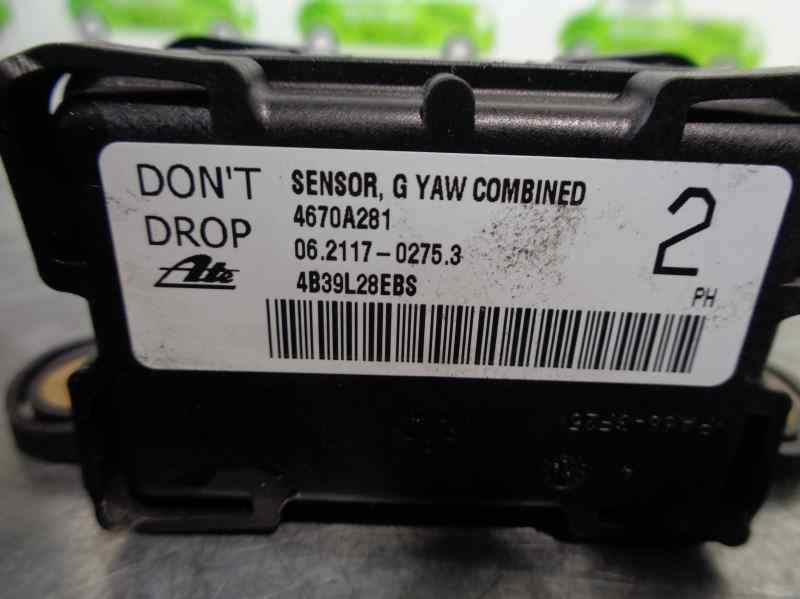 DON'T
DROP
Ate
SENSOR, G YAW COMBINED
4670A281
06.2117-0275.3
4B39L28EBS
2
PH